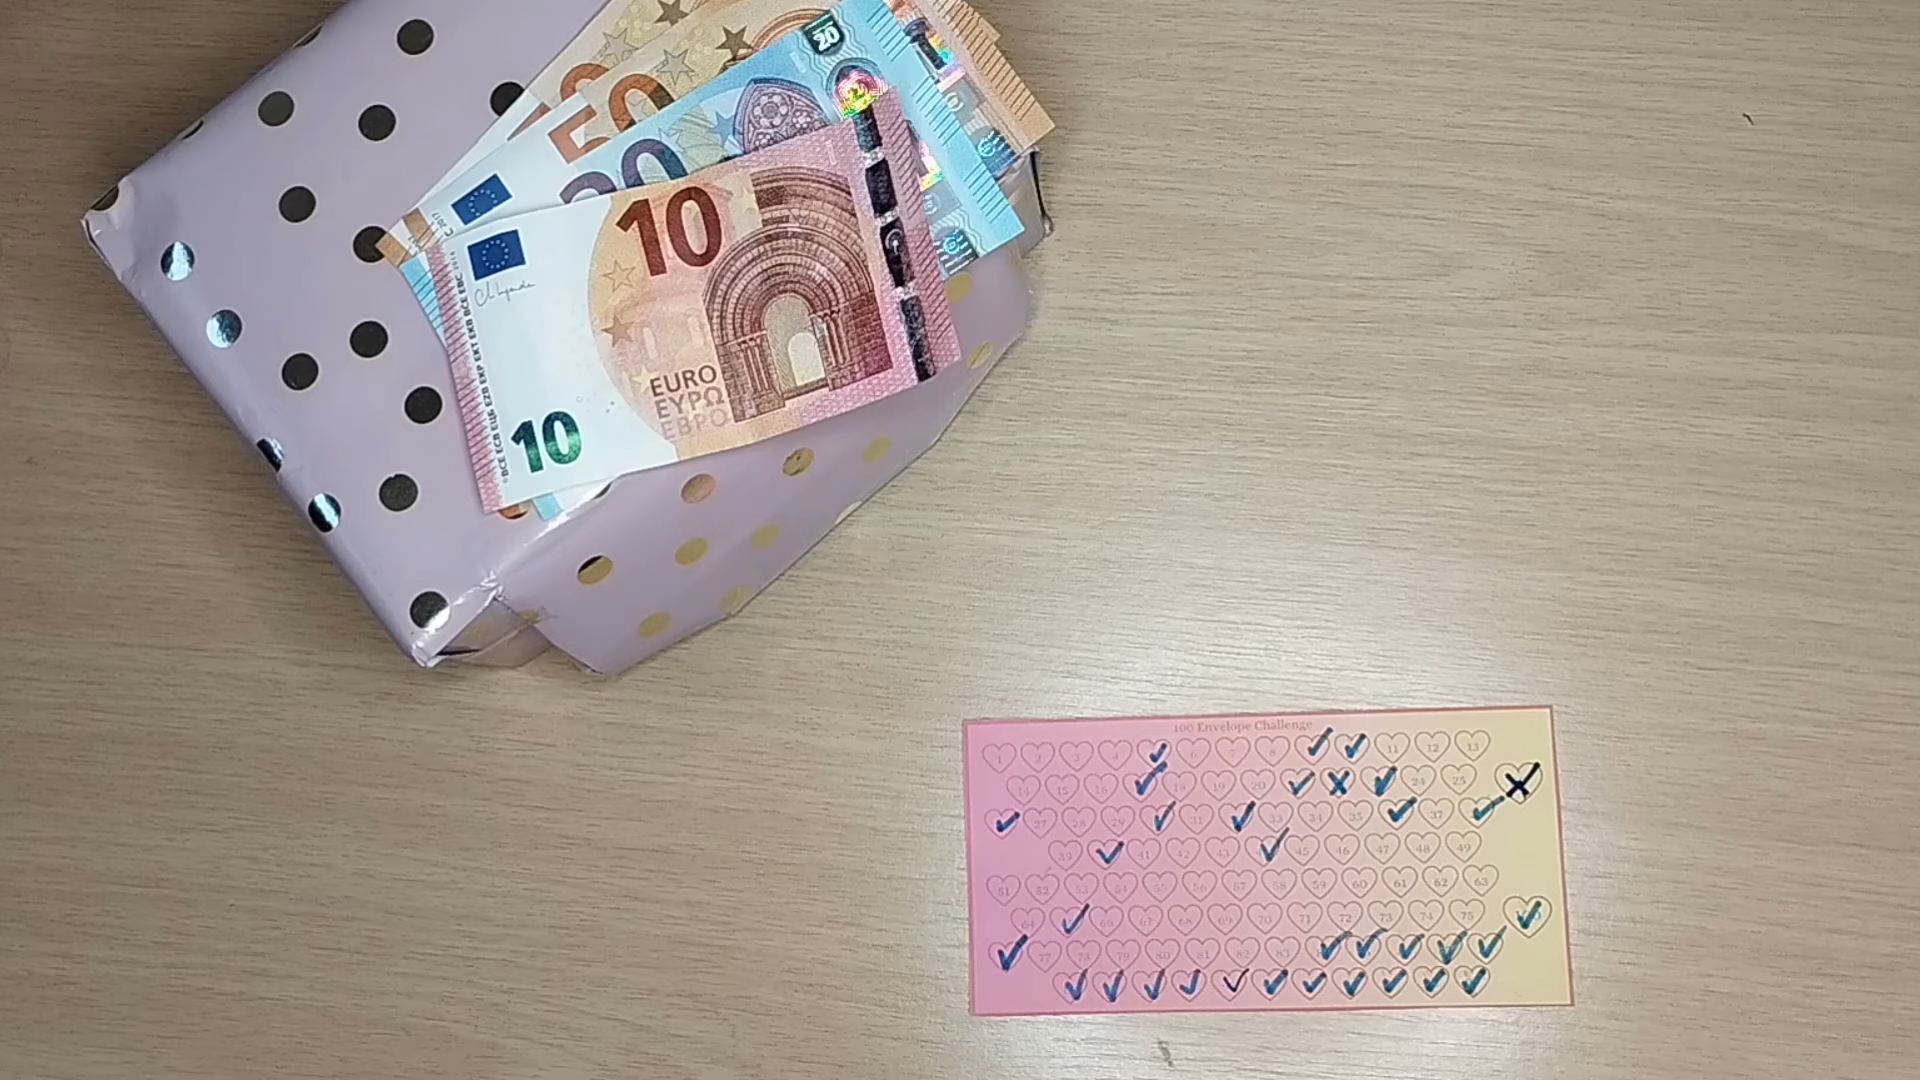 20
50
20
10
EURO
ΕΥΡΩ
ЕВРО
10
100 Envelope Challenge
1 2 3 4 6 7 8 11 12 13
14 15 16 18 19 20 24 25
27 28 29 31 33 34 35 37
39 41 42 43 45 46 47 48 49
51 52 53 54 55 56 57 58 59 60 61 62 63
64 66 67 68 69 70 71 72 73 74 75
77 78 79 80 81 82 83